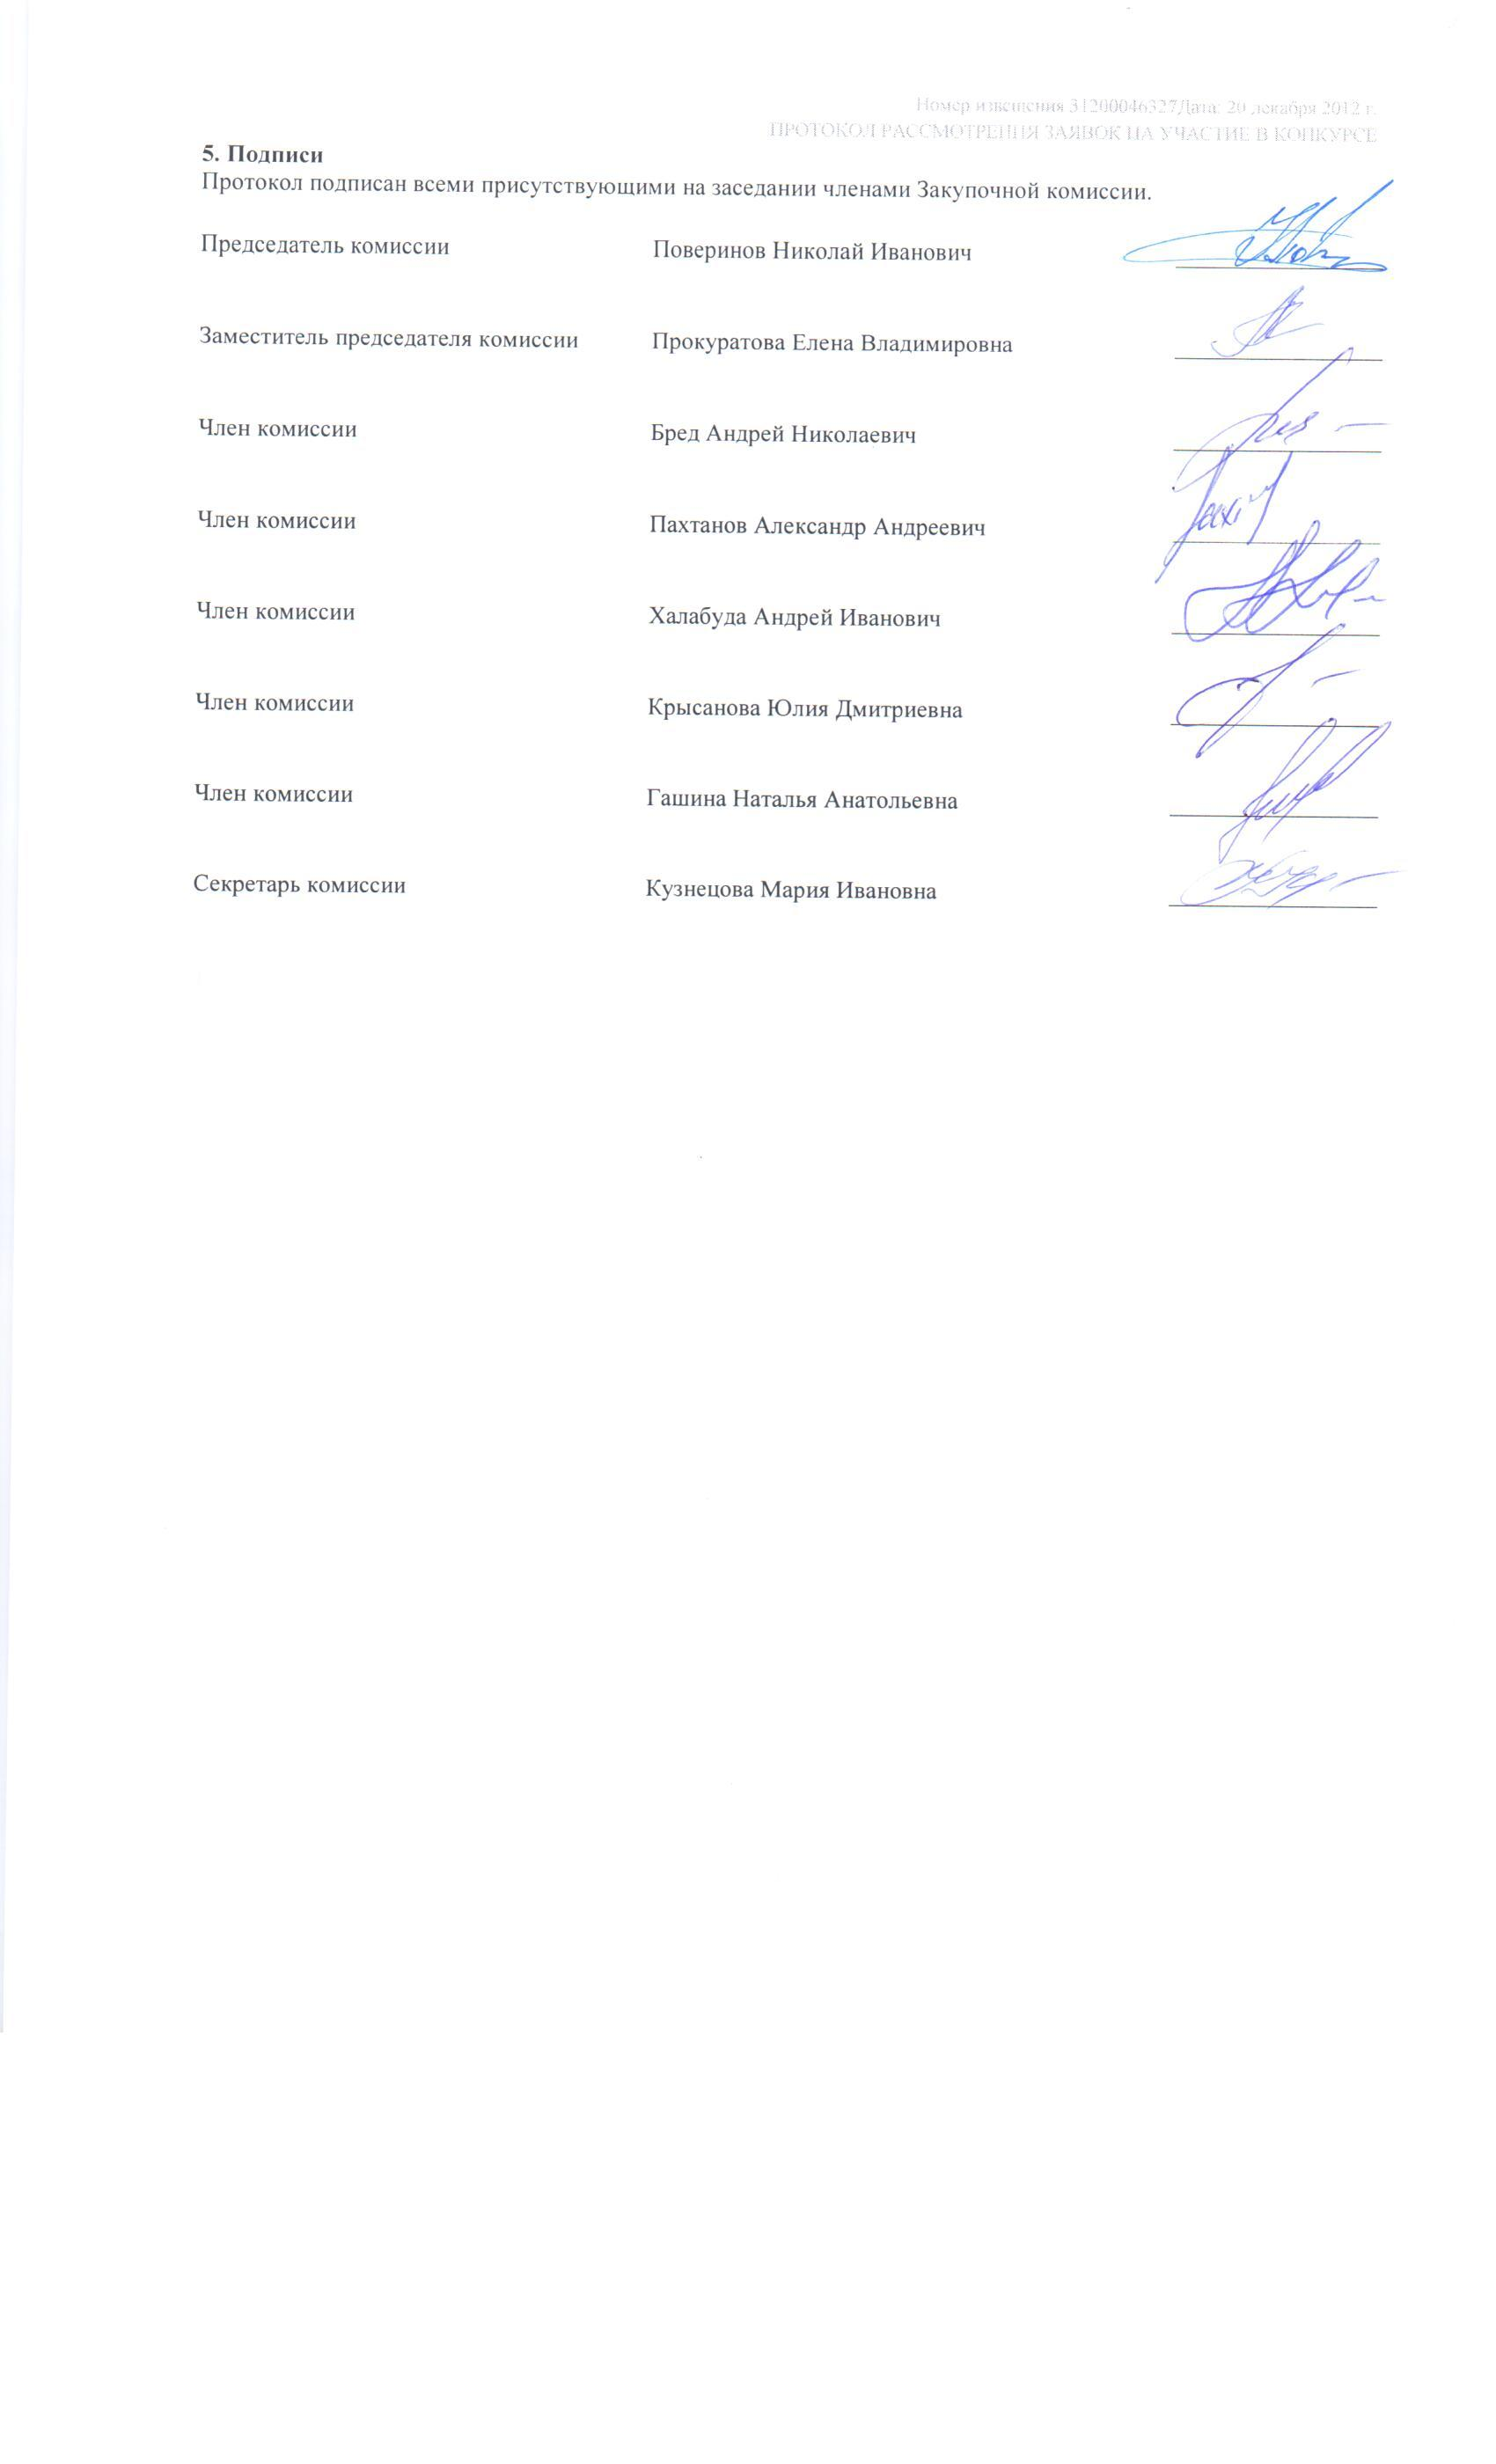 Номер извещения 31200046327Дата: 20 декабря 2012 г.
ПРОТОКОЛ РАССМОТРЕНИЯ ЗАЯВОК НА УЧАСТИЕ В КОНКУРСЕ
5. Подписи
Протокол подписан всеми присутствующими на заседании членами Закупочной комиссии.
Председатель комиссии Поверинов Николай Иванович
Заместитель председателя комиссии Прокуратова Елена Владимировна
Член комиссии Бред Андрей Николаевич
Член комиссии Пахтанов Александр Андреевич
Член комиссии Халабуда Андрей Иванович
Член комиссии Крысанова Юлия Дмитриевна
Член комиссии Гашина Наталья Анатольевна
Секретарь комиссии Кузнецова Мария Ивановна